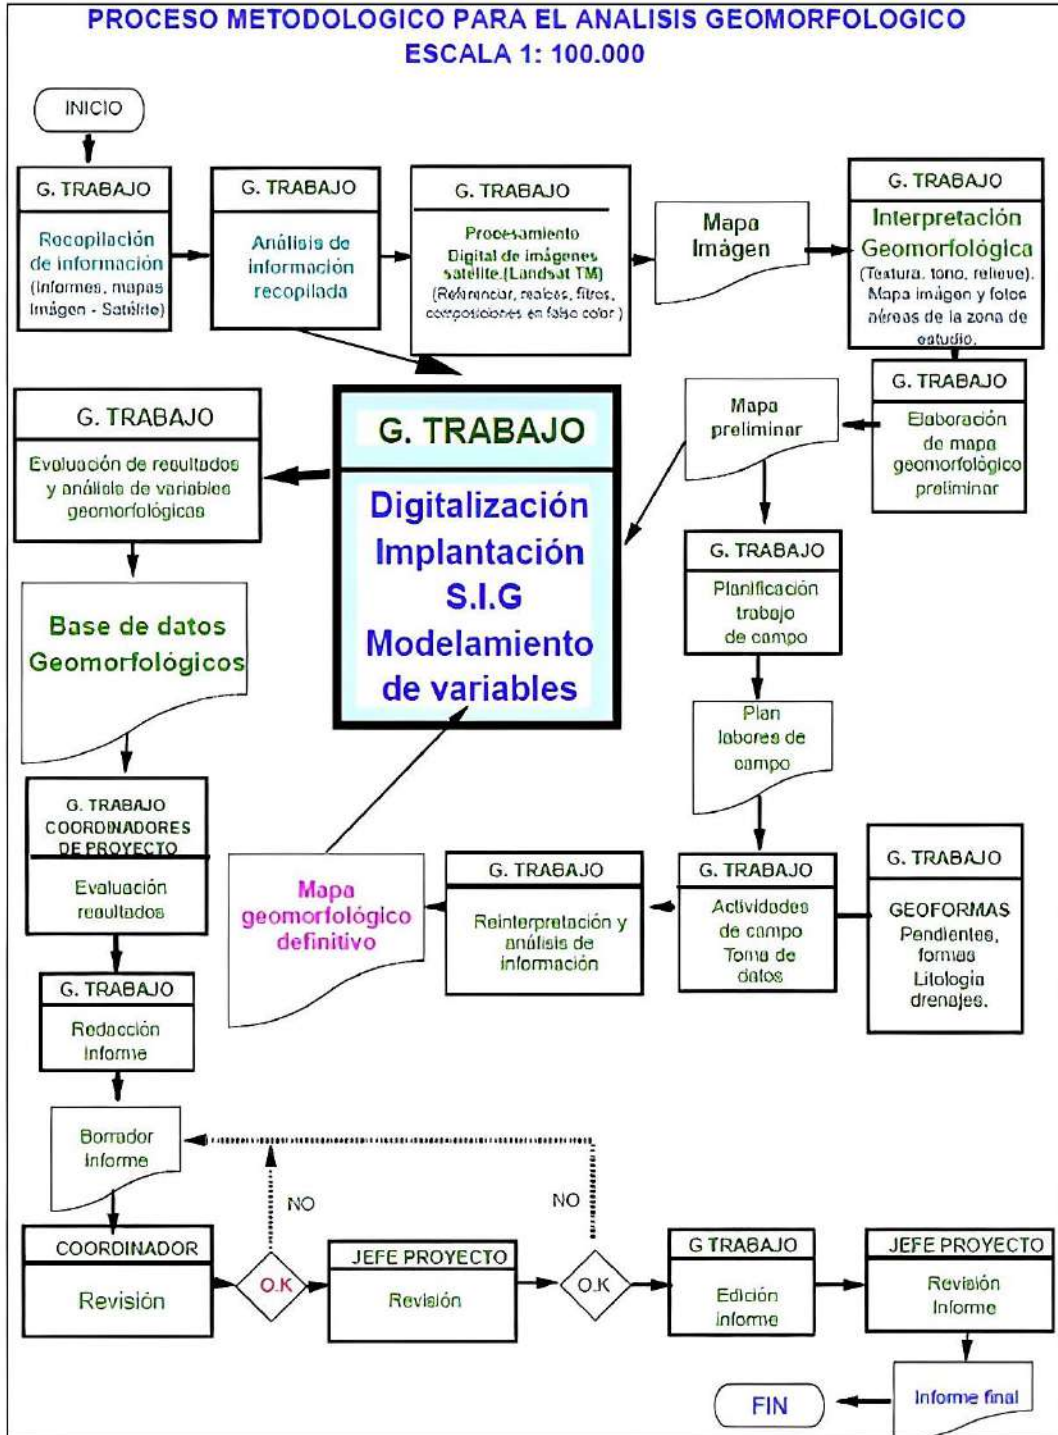 PROCESO METODOLOGICO PARA EL ANALISIS GEOMORFOLOGICO
ESCALA 1: 100.000
INICIO
G. TRABAJO
Rocopilación
de información
(Informes, mapas
Imágen - Satélite)
G. TRABAJO
Análisis de
información
recopilada
G. TRABAJO
Procesamiento
Digital de imágenes
satélite.(Landsat TM)
(Referenciar, realces, filtros,
composiciones en falso color )
Mapa
Imágen
G. TRABAJO
Interpretación
Geomorfológica
(Textura, tono, relieve).
Mapa imágen y fotos
aéreas de la zona de
estudio.
G. TRABAJO
Evaluación de resultados
y análisis de variables
geomorfológicas
G. TRABAJO
Digitalización
Implantación
S.I.G
Modelamiento
de variables
Mapa
preliminar
G. TRABAJO
Elaboración
de mapa
geomorfológico
preliminar
G. TRABAJO
Planificación
trabajo
de campo
Base de datos
Geomorfológicos
Plan
labores de
campo
G. TRABAJO
COORDINADORES
DE PROYECTO
Evaluación
resultados
Mapa
geomorfológico
definitivo
G. TRABAJO
Reinterpretación y
análisis de
información
G. TRABAJO
Actividades
de campo
Toma de
datos
G. TRABAJO
GEOFORMAS
Pendientes,
formas
Litología
drenajes.
G. TRABAJO
Redacción
Informe
Borrador
Informe
NO
NO
COORDINADOR
Revisión
O.K
JEFE PROYECTO
Revisión
O.K
G TRABAJO
Edición
Informe
JEFE PROYECTO
Revisión
Informe
Informe final
FIN